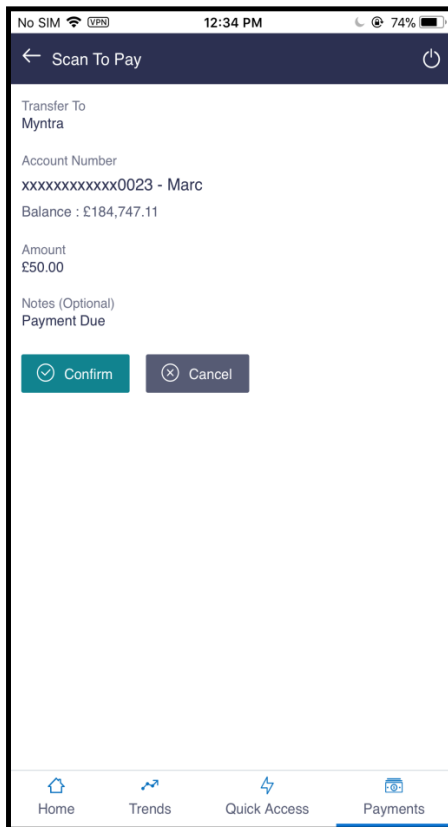 No SIM VPN 12:34 PM 74%
Scan To Pay
Transfer To
Myntra
Account Number
xxxxxxxxxxxx0023 - Marc
Balance : £184,747.11
Amount
£50.00
Notes (Optional)
Payment Due
Confirm Cancel
Home Trends Quick Access Payments